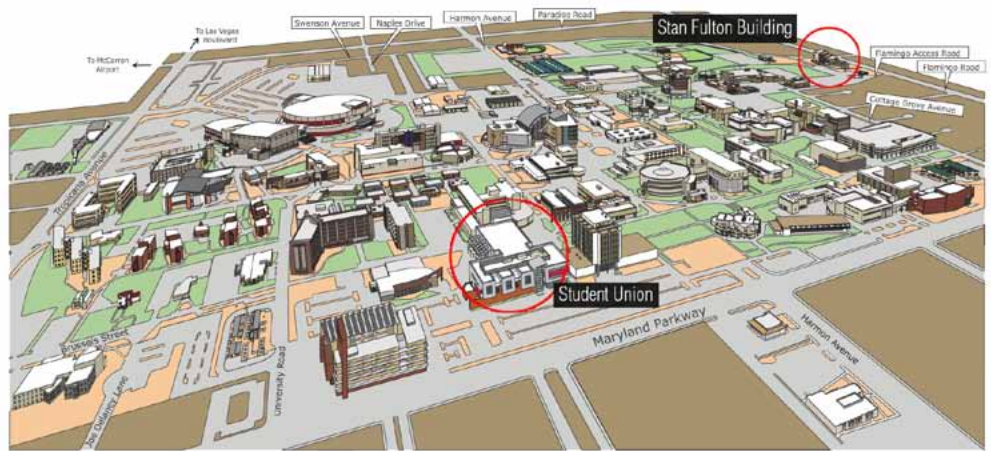 Paradise Road
Harmon Avenue
Naples Drive
Swenson Avenue
Stan Fulton Building
To Las Vegas
Boulevard
To McCarran
Airport
Flamingo Access Road
Flamingo Road
Cottage Grove Avenue
Tropicana Avenue
Student Union
Maryland Parkway
Harmon Avenue
Brussels Street
University Road
Joe Delaney Lane